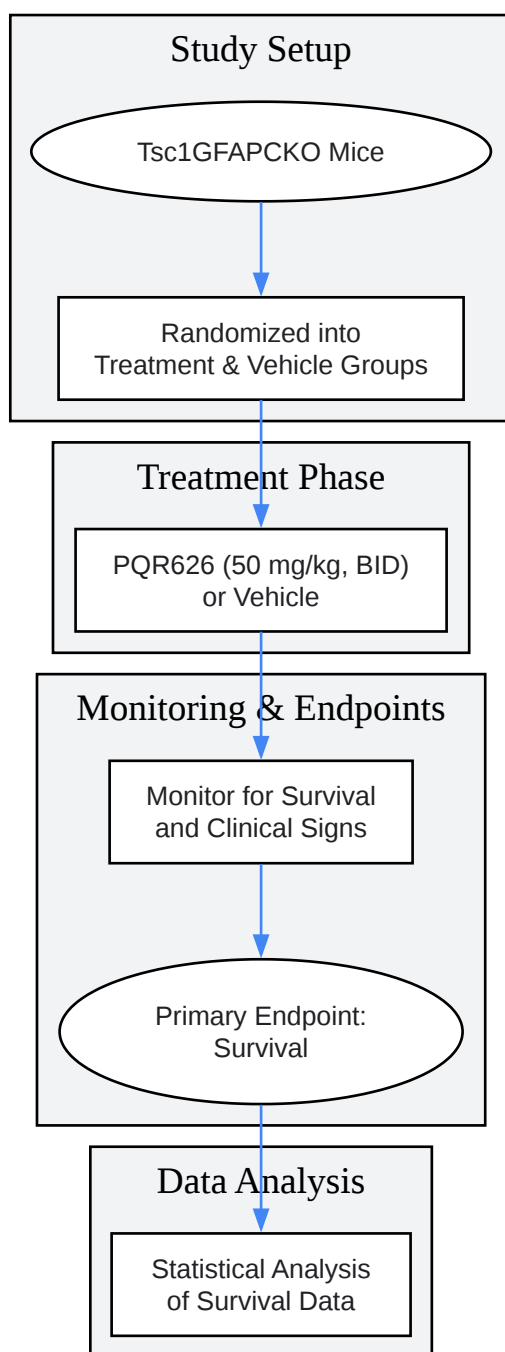 Study Setup
Tsc1GFAPCKO Mice
Randomized into
Treatment & Vehicle Groups
Treatment Phase
PQR626 (50 mg/kg, BID)
or Vehicle
Monitoring & Endpoints
Monitor for Survival
and Clinical Signs
Primary Endpoint:
Survival
Data Analysis
Statistical Analysis
of Survival Data